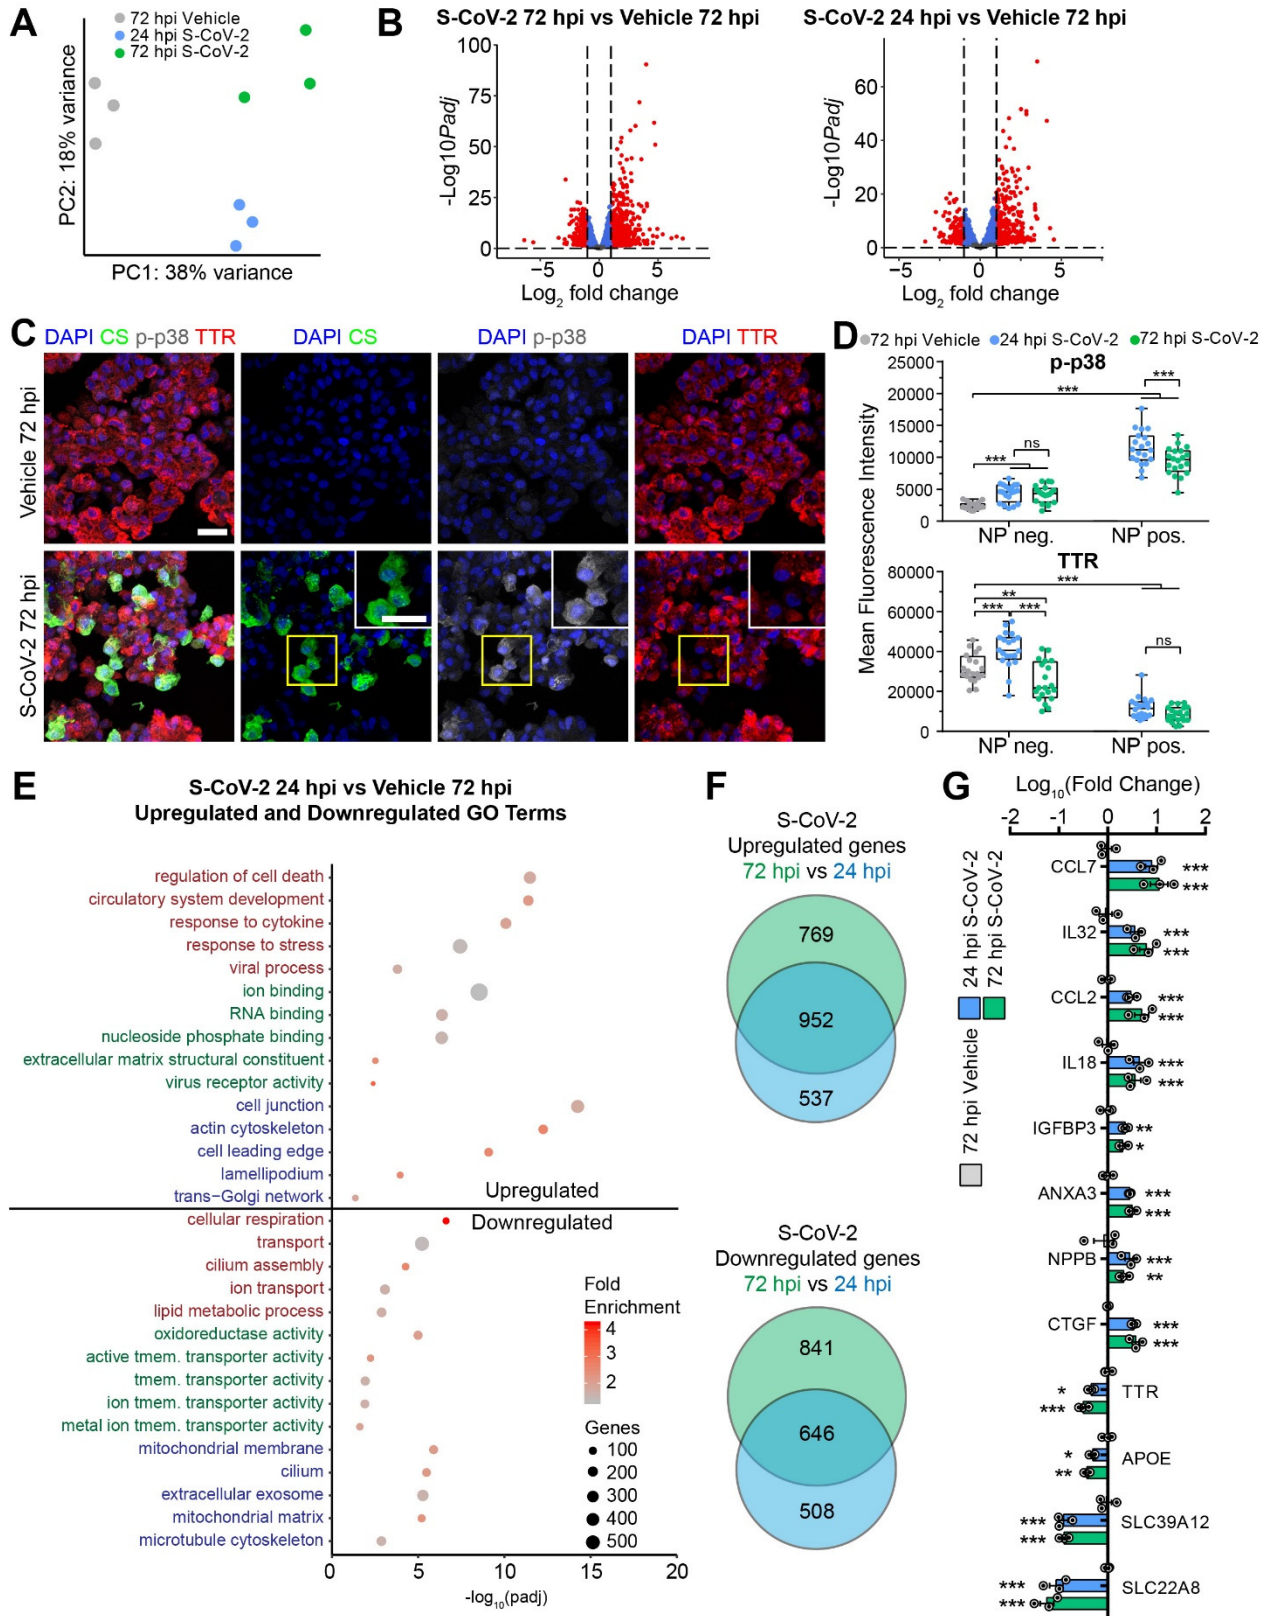 A
72 hpi Vehicle
24 hpi S-CoV-2
72 hpi S-CoV-2
PC2: 18% variance
PC1: 38% variance
B
S-CoV-2 72 hpi vs Vehicle 72 hpi
-Log10Padj
100
75
50
25
0
-5 0 5
Log2 fold change
S-CoV-2 24 hpi vs Vehicle 72 hpi
-Log10Padj
60
40
20
0
-5 0 5
Log2 fold change
C
DAPI CS p-p38 TTR
DAPI CS
DAPI p-p38
DAPI TTR
Vehicle 72 hpi
S-CoV-2 72 hpi
D
72 hpi Vehicle 24 hpi S-CoV-2 72 hpi S-CoV-2
p-p38
Mean Fluorescence Intensity
25000
20000
15000
10000
5000
0
***
***
***
ns
NP neg. NP pos.
TTR
80000
60000
40000
20000
0
***
**
*** ***
ns
NP neg. NP pos.
E
S-CoV-2 24 hpi vs Vehicle 72 hpi
Upregulated and Downregulated GO Terms
regulation of cell death
circulatory system development
response to cytokine
response to stress
viral process
ion binding
RNA binding
nucleoside phosphate binding
extracellular matrix structural constituent
virus receptor activity
cell junction
actin cytoskeleton
cell leading edge
lamellipodium
trans-Golgi network
Upregulated
Downregulated
cellular respiration
transport
cilium assembly
ion transport
lipid metabolic process
oxidoreductase activity
active tmem. transporter activity
tmem. transporter activity
ion tmem. transporter activity
metal ion tmem. transporter activity
mitochondrial membrane
cilium
extracellular exosome
mitochondrial matrix
microtubule cytoskeleton
0 5 10 15 20
-log10(padj)
Fold
Enrichment
4
3
2
Genes
100
200
300
400
500
F
S-CoV-2
Upregulated genes
72 hpi vs 24 hpi
769
952
537
S-CoV-2
Downregulated genes
72 hpi vs 24 hpi
841
646
508
G
Log10(Fold Change)
-2 -1 0 1 2
72 hpi Vehicle
24 hpi S-CoV-2
72 hpi S-CoV-2
CCL7 ***
***
IL32 ***
***
CCL2 ***
***
IL18 ***
***
IGFBP3 **
*
ANXA3 ***
***
NPPB ***
**
CTGF ***
***
* TTR
***
* APOE
**
*** SLC39A12
***
*** SLC22A8
***